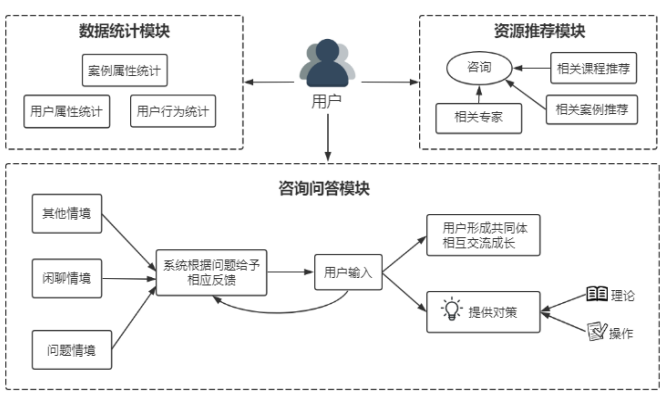 数据统计模块
案例属性统计
用户属性统计
用户行为统计
用户
资源推荐模块
咨询
相关课程推荐
相关专家
相关案例推荐
咨询问答模块
其他情境
闲聊情境
问题情境
系统根据问题给予
相应反馈
用户输入
用户形成共同体
相互交流成长
提供对策
理论
操作